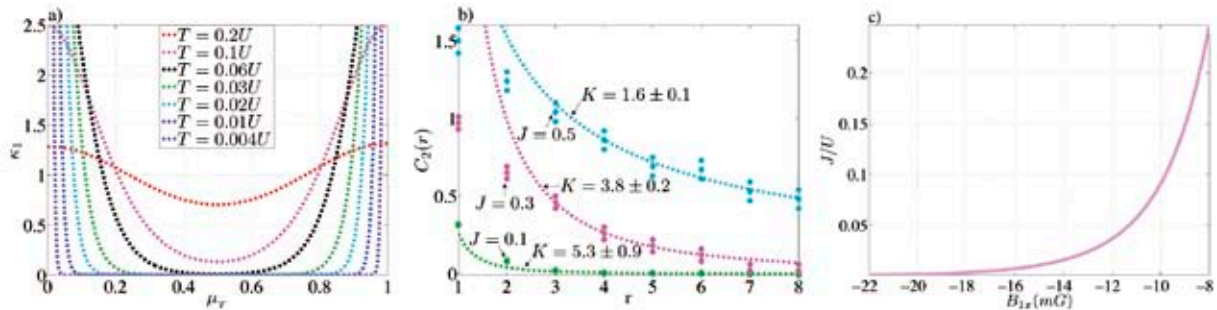 a)
2.5
2
1.5
1
0.5
0
κ₁
T = 0.2U
T = 0.1U
T = 0.06U
T = 0.03U
T = 0.02U
T = 0.01U
T = 0.004U
0 0.2 0.4 0.6 0.8 1
b)
1.5
1
0.5
0
C₂(r)
K = 1.6 ± 0.1
J = 0.5
K = 3.8 ± 0.2
J = 0.3
J = 0.1
K = 5.3 ± 0.9
1 2 3 4 5 6 7 8
r
c)
0.2
0.15
0.1
0.05
J/U
−22 −20 −18 −16 −14 −12 −10 −8